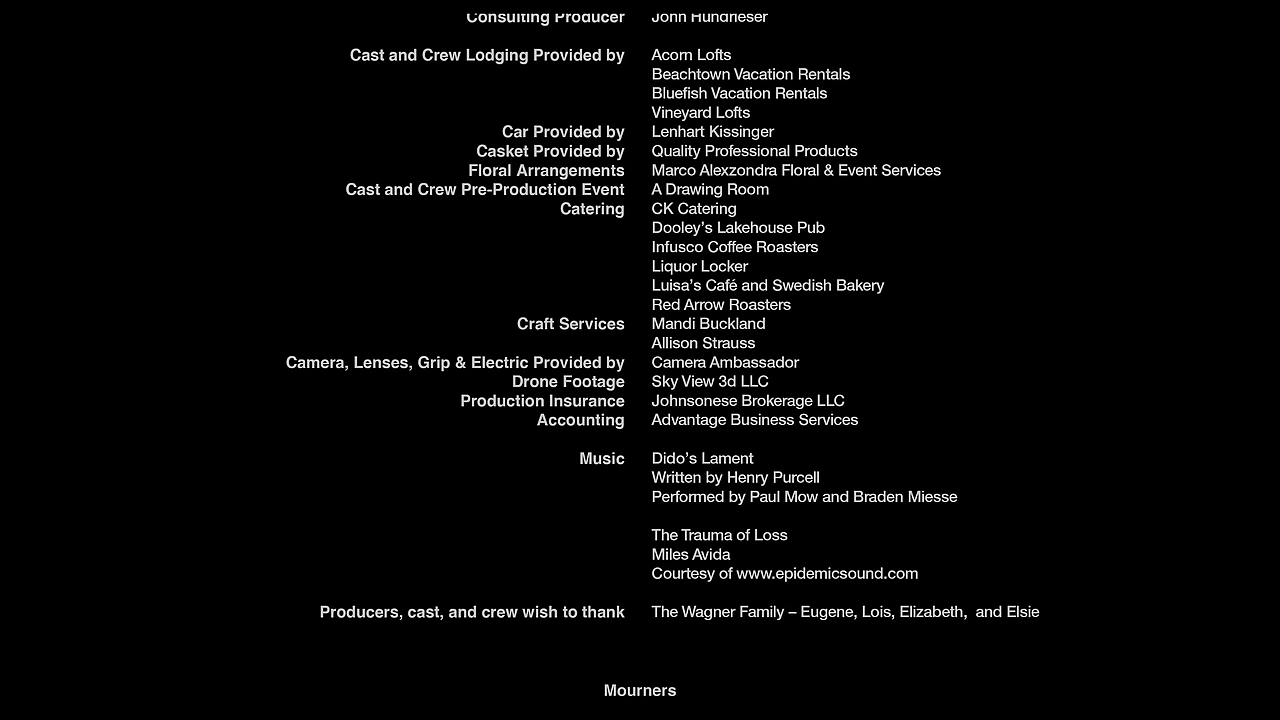 Consulting Producer John Hundrieser
Cast and Crew Lodging Provided by Acorn Lofts
Beachtown Vacation Rentals
Bluefish Vacation Rentals
Vineyard Lofts
Car Provided by Lenhart Kissinger
Casket Provided by Quality Professional Products
Floral Arrangements Marco Alexzondra Floral & Event Services
Cast and Crew Pre-Production Event A Drawing Room
Catering CK Catering
Dooley’s Lakehouse Pub
Infusco Coffee Roasters
Liquor Locker
Luisa’s Café and Swedish Bakery
Red Arrow Roasters
Craft Services Mandi Buckland
Allison Strauss
Camera, Lenses, Grip & Electric Provided by Camera Ambassador
Drone Footage Sky View 3d LLC
Production Insurance Johnsonese Brokerage LLC
Accounting Advantage Business Services
Music Dido’s Lament
Written by Henry Purcell
Performed by Paul Mow and Braden Miesse
The Trauma of Loss
Miles Avida
Courtesy of www.epidemicsound.com
Producers, cast, and crew wish to thank The Wagner Family – Eugene, Lois, Elizabeth, and Elsie
Mourners